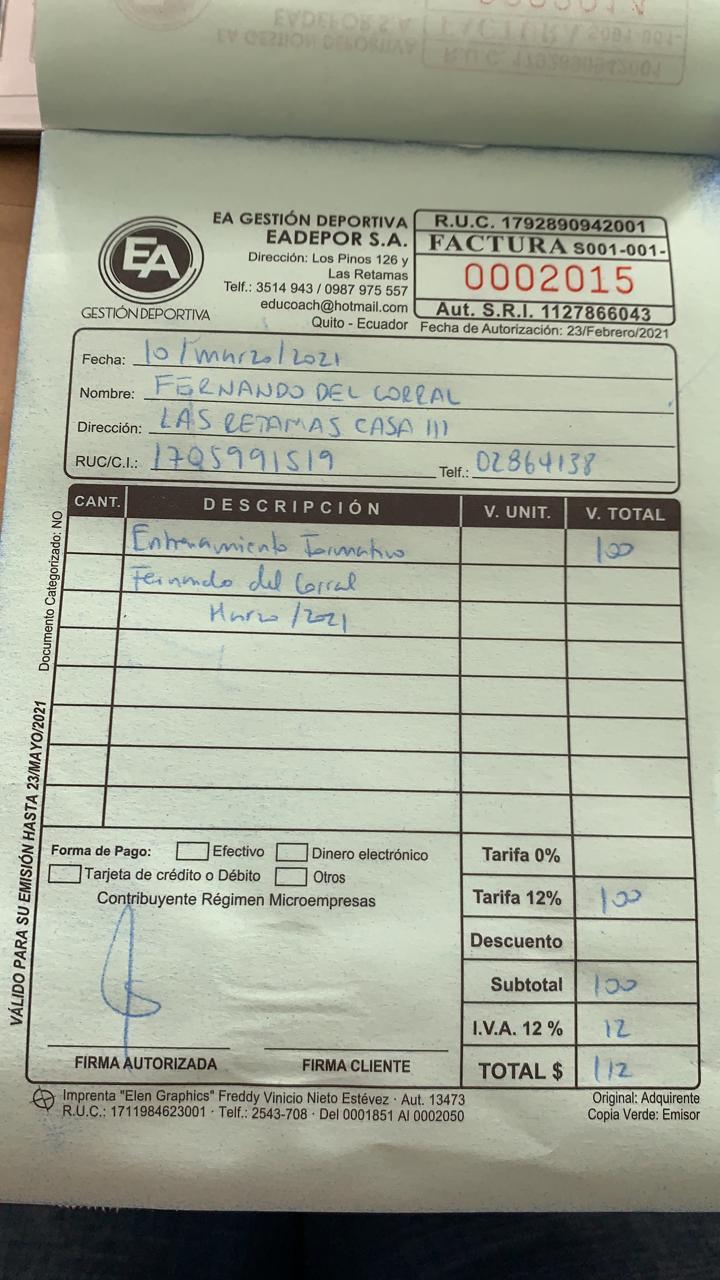 EA GESTIÓN DEPORTIVA
EADEPOR S.A.
Dirección: Los Pinos 126 y
Las Retamas
Telf.: 3514 943 / 0987 975 557
educoach@hotmail.com
Quito - Ecuador
EA
GESTIÓN DEPORTIVA
R.U.C. 1792890942001
FACTURA S001-001-
0002015
Aut. S.R.I. 1127866043
Fecha de Autorización: 23/Febrero/2021
Fecha: 10/marzo/2021
Nombre: FERNANDO DEL CORRAL
Dirección: LAS RETAMAS CASA 111
RUC/C.I.: 1705991519 Telf.: 02864138
CANT. DESCRIPCIÓN V. UNIT. V. TOTAL
Entrenamiento Formativo 100
Fernando del Corral
Marzo/2021
Forma de Pago: Efectivo Dinero electrónico
Tarjeta de crédito o Débito Otros
Contribuyente Régimen Microempresas
Tarifa 0%
Tarifa 12% 100
Descuento
Subtotal 100
I.V.A. 12 % 12
TOTAL $ 112
FIRMA AUTORIZADA FIRMA CLIENTE
Imprenta "Elen Graphics" Freddy Vinicio Nieto Estévez · Aut. 13473
R.U.C.: 1711984623001 · Telf.: 2543-708 · Del 0001851 Al 0002050
Original: Adquirente
Copia Verde: Emisor
Documento Categorizado: NO
VÁLIDO PARA SU EMISIÓN HASTA 23/MAYO/2021